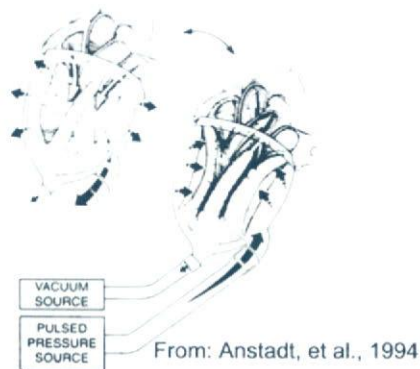 VACUUM
SOURCE
PULSED
PRESSURE
SOURCE
From: Anstadt, et al., 1994